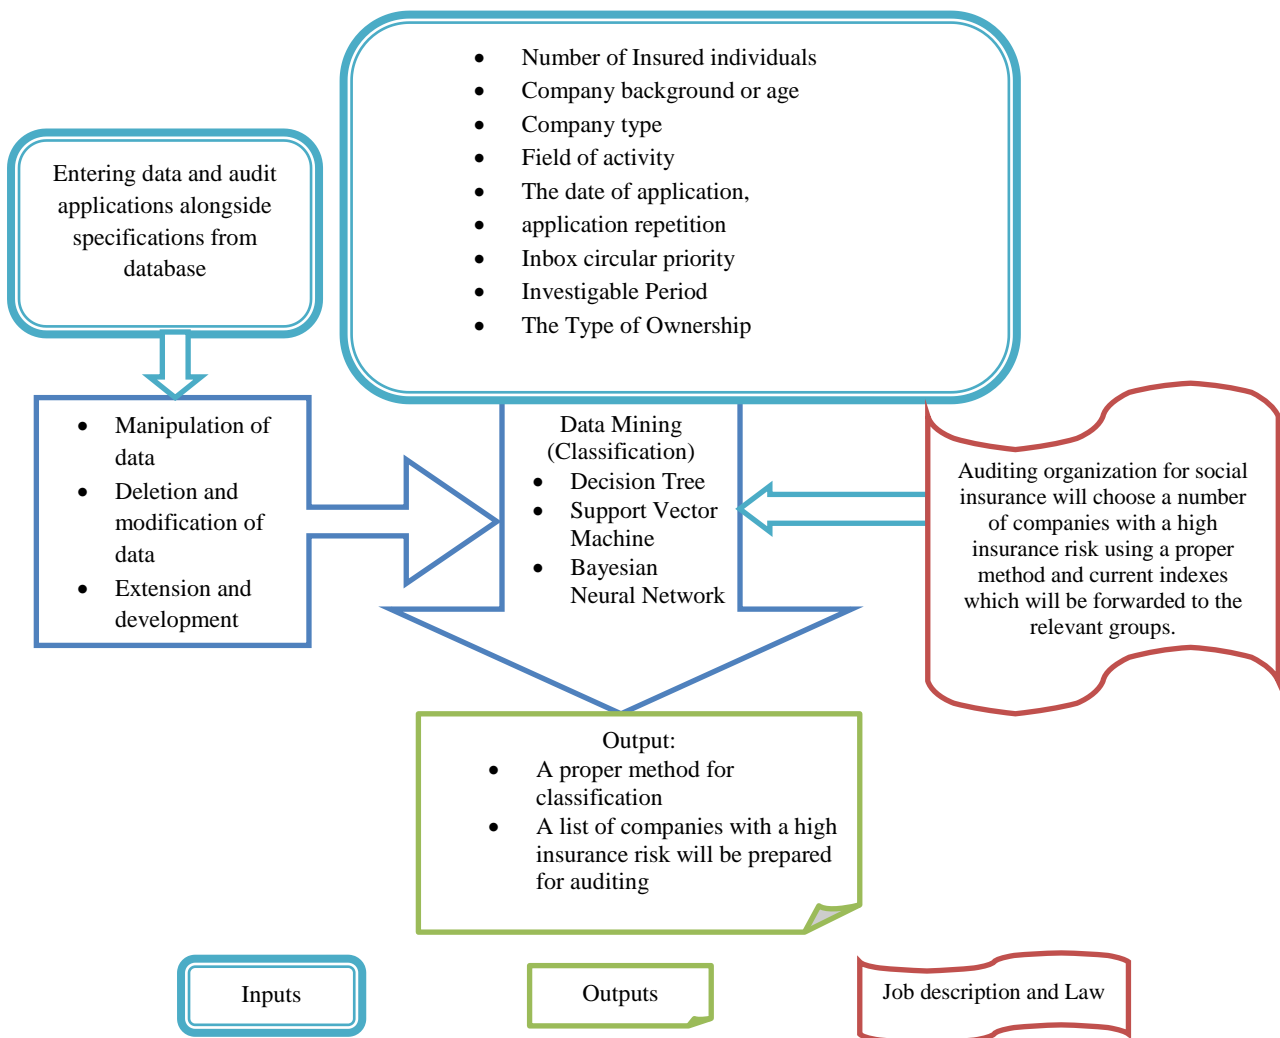 • Number of Insured individuals
• Company background or age
• Company type
• Field of activity
• The date of application,
• application repetition
• Inbox circular priority
• Investigable Period
• The Type of Ownership
Entering data and audit
applications alongside
specifications from
database
• Manipulation of
data
• Deletion and
modification of
data
• Extension and
development
Data Mining
(Classification)
• Decision Tree
• Support Vector
Machine
• Bayesian
Neural Network
Auditing organization for social
insurance will choose a number
of companies with a high
insurance risk using a proper
method and current indexes
which will be forwarded to the
relevant groups.
Output:
• A proper method for
classification
• A list of companies with a high
insurance risk will be prepared
for auditing
Inputs
Outputs
Job description and Law